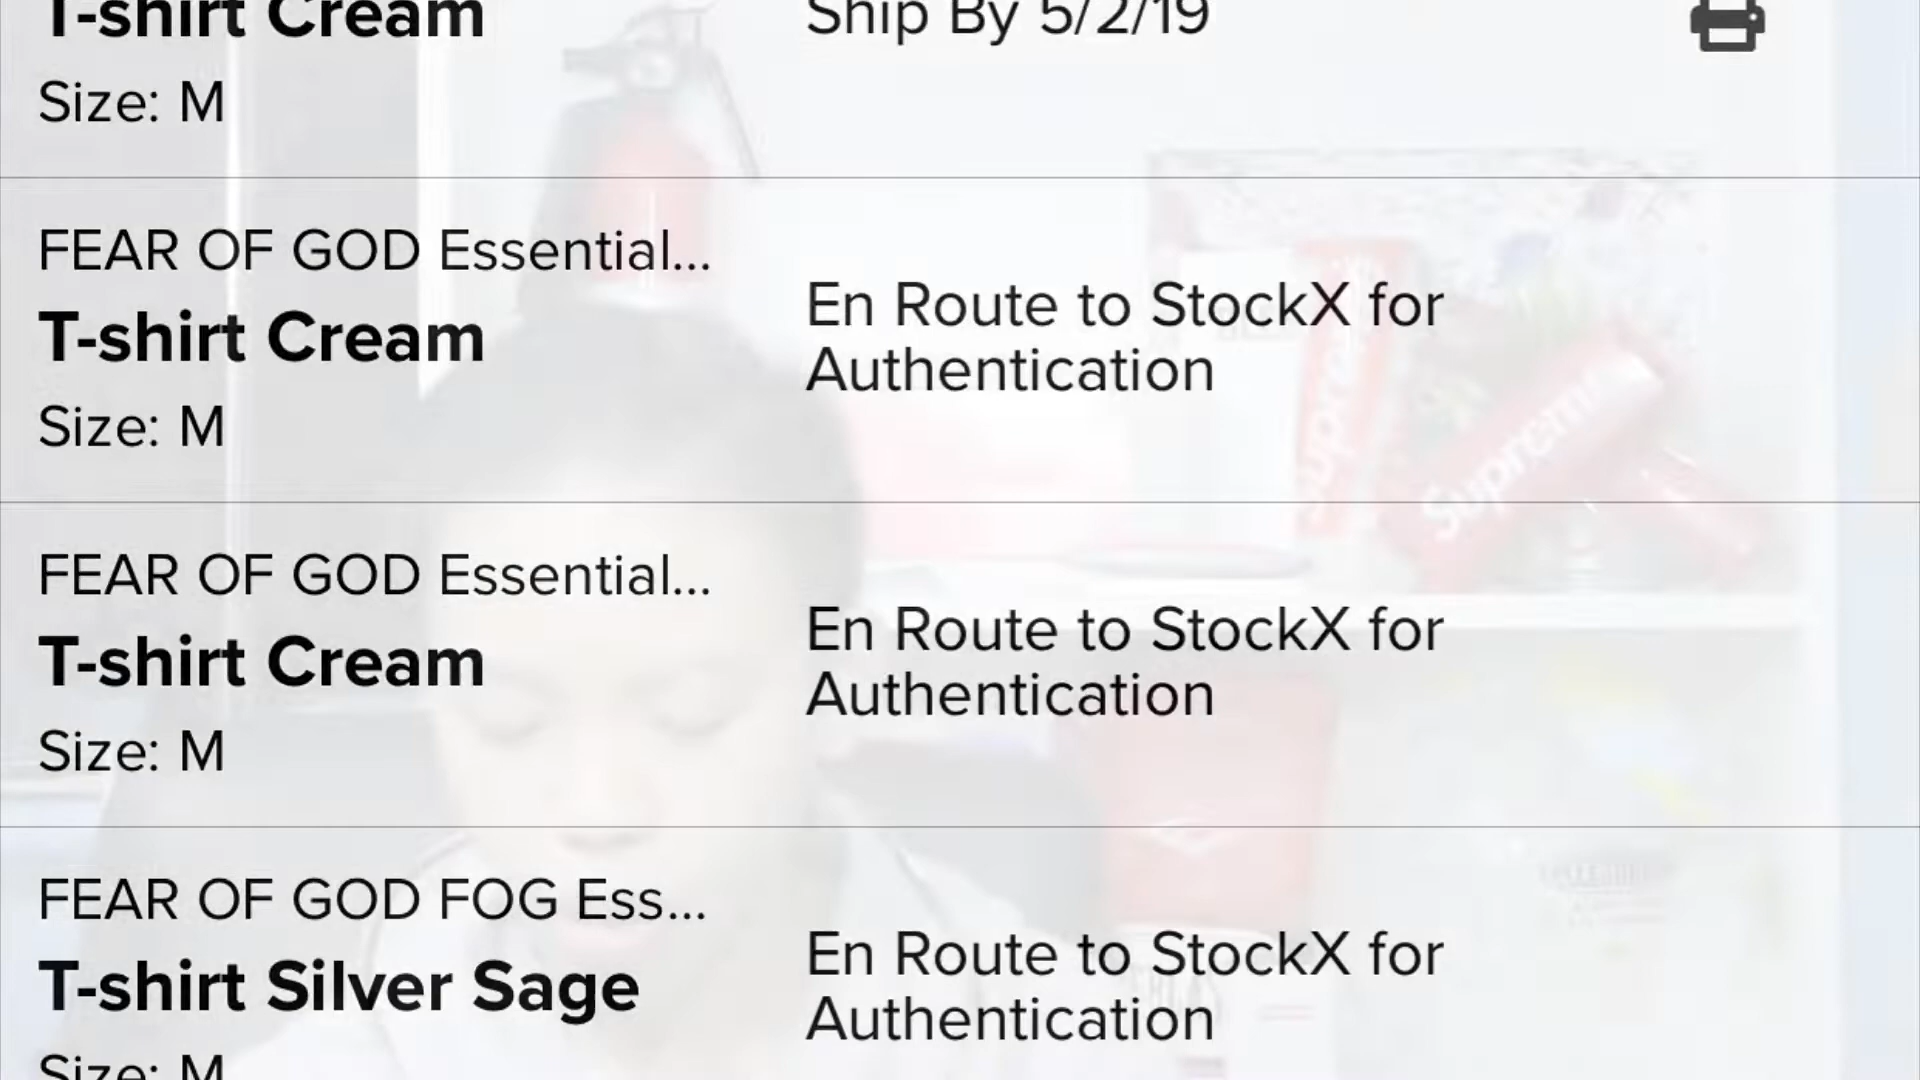 T-shirt Cream
Ship By 5/2/19
Size: M
FEAR OF GOD Essential...
T-shirt Cream
Size: M
En Route to StockX for
Authentication
FEAR OF GOD Essential...
T-shirt Cream
Size: M
En Route to StockX for
Authentication
FEAR OF GOD FOG Ess...
T-shirt Silver Sage
Size: M
En Route to StockX for
Authentication
Supreme
Supreme